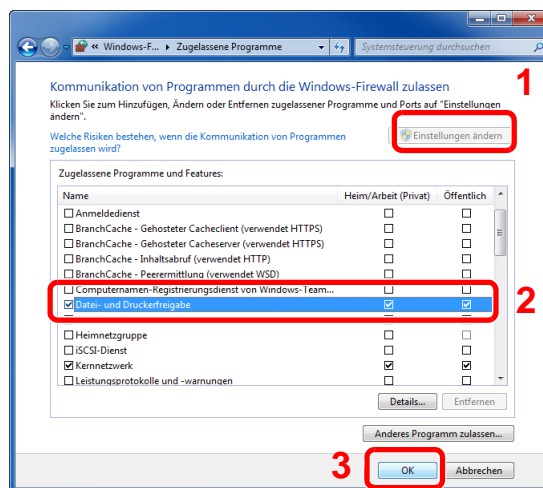 « Windows-F... ▸ Zugelassene Programme
Systemsteuerung durchsuchen
1
Kommunikation von Programmen durch die Windows-Firewall zulassen
Klicken Sie zum Hinzufügen, Ändern oder Entfernen zugelassener Programme und Ports auf "Einstellungen
ändern".
Welche Risiken bestehen, wenn die Kommunikation von Programmen
zugelassen wird?
Einstellungen ändern
Zugelassene Programme und Features:
Name Heim/Arbeit (Privat) Öffentlich
Anmeldedienst
BranchCache - Gehosteter Cacheclient (verwendet HTTPS)
BranchCache - Gehosteter Cacheserver (verwendet HTTPS)
BranchCache - Inhaltsabruf (verwendet HTTP)
BranchCache - Peerermittlung (verwendet WSD)
Computernamen-Registrierungsdienst von Windows-Team...
Datei- und Druckerfreigabe
2
Heimnetzgruppe
iSCSI-Dienst
Kernnetzwerk
Leistungsprotokolle und -warnungen
Details... Entfernen
Anderes Programm zulassen...
3
OK Abbrechen